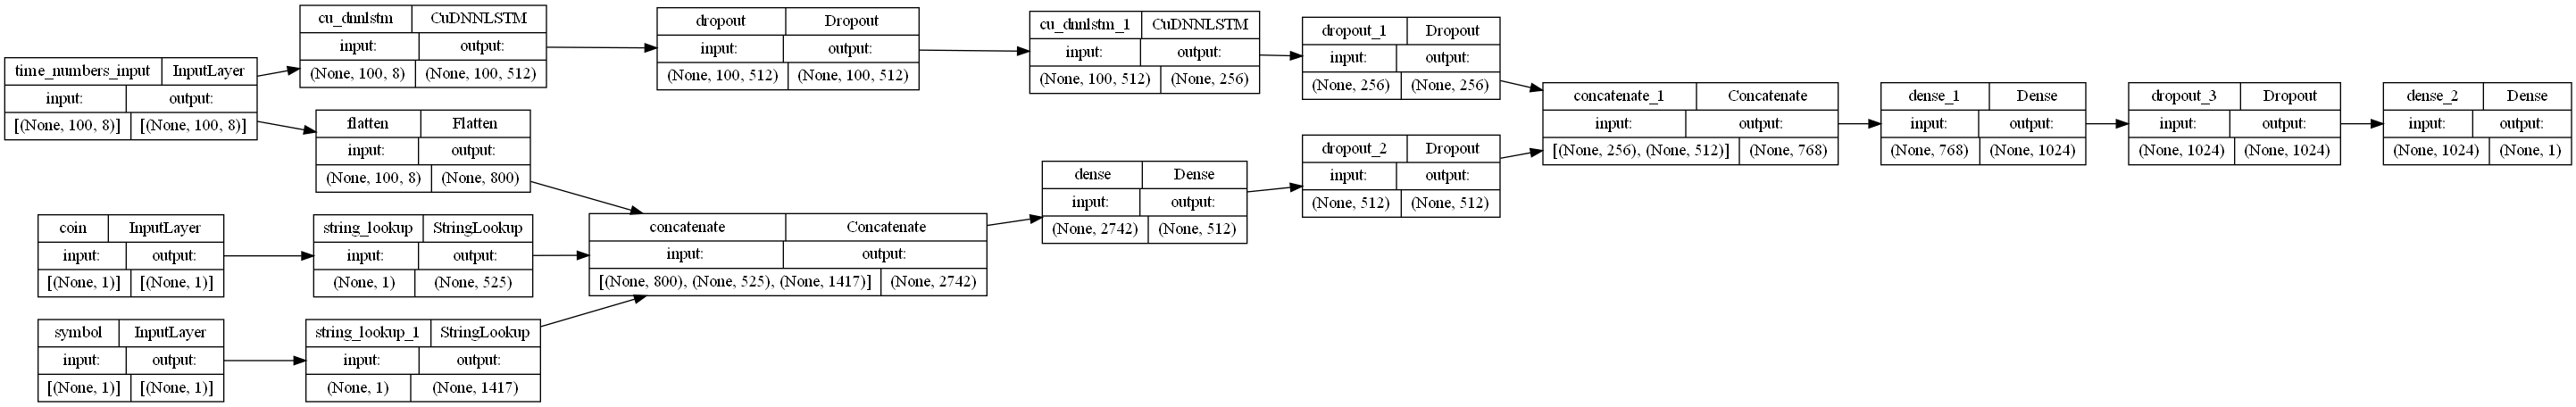 time_numbers_input InputLayer
input: output:
[(None, 100, 8)] [(None, 100, 8)]
cu_dnnlstm CuDNNLSTM
input: output:
(None, 100, 8) (None, 100, 512)
dropout Dropout
input: output:
(None, 100, 512) (None, 100, 512)
cu_dnnlstm_1 CuDNNLSTM
input: output:
(None, 100, 512) (None, 256)
dropout_1 Dropout
input: output:
(None, 256) (None, 256)
flatten Flatten
input: output:
(None, 100, 8) (None, 800)
coin InputLayer
input: output:
[(None, 1)] [(None, 1)]
string_lookup StringLookup
input: output:
(None, 1) (None, 525)
symbol InputLayer
input: output:
[(None, 1)] [(None, 1)]
string_lookup_1 StringLookup
input: output:
(None, 1) (None, 1417)
concatenate Concatenate
input: output:
[(None, 800), (None, 525), (None, 1417)] (None, 2742)
dense Dense
input: output:
(None, 2742) (None, 512)
dropout_2 Dropout
input: output:
(None, 512) (None, 512)
concatenate_1 Concatenate
input: output:
[(None, 256), (None, 512)] (None, 768)
dense_1 Dense
input: output:
(None, 768) (None, 1024)
dropout_3 Dropout
input: output:
(None, 1024) (None, 1024)
dense_2 Dense
input: output:
(None, 1024) (None, 1)